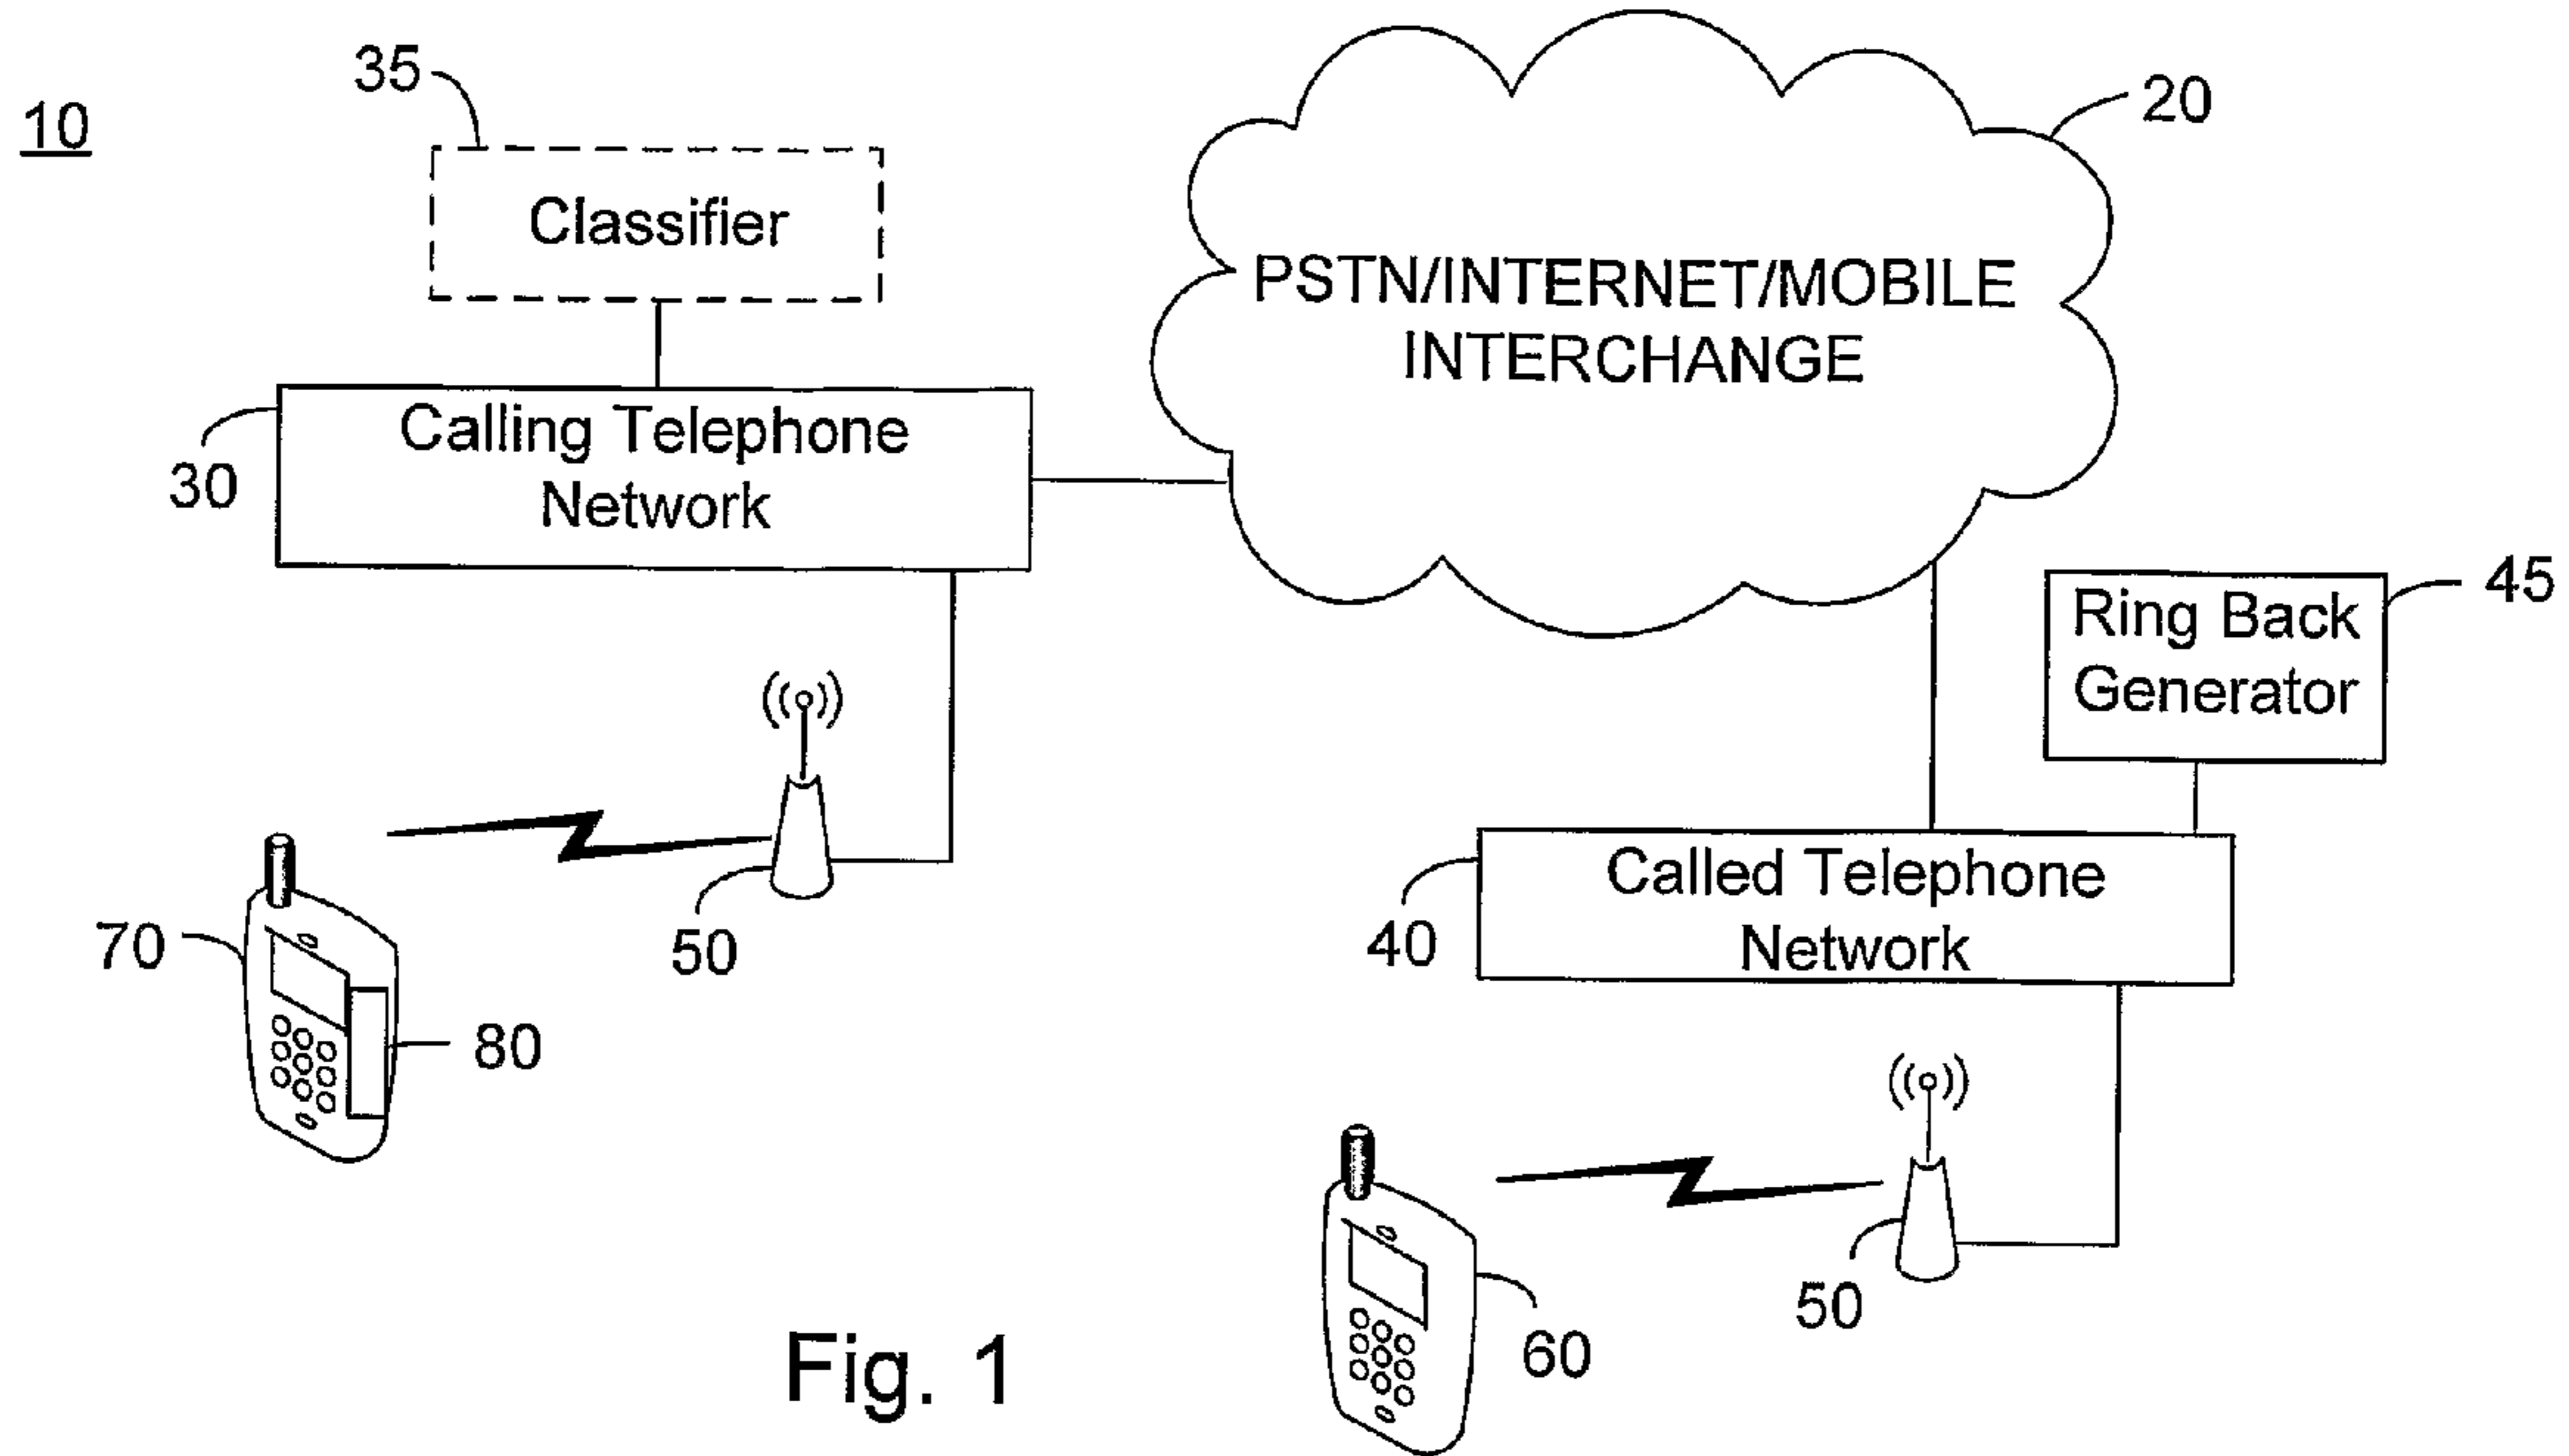 10
35
Classifier
20
PSTN/INTERNET/MOBILE
INTERCHANGE
30
Calling Telephone
Network
45
Ring Back
Generator
50
70
80
40
Called Telephone
Network
50
60
Fig. 1